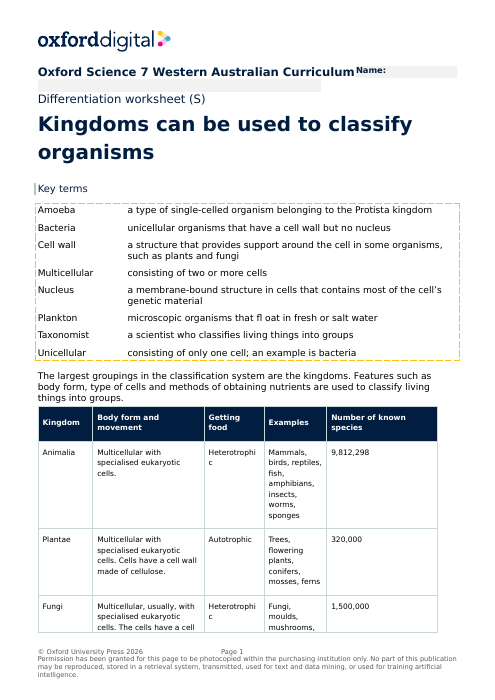 oxforddigital
Oxford Science 7 Western Australian Curriculum Name:
Differentiation worksheet (S)
Kingdoms can be used to classify
organisms
Key terms
Amoeba a type of single-celled organism belonging to the Protista kingdom
Bacteria unicellular organisms that have a cell wall but no nucleus
Cell wall a structure that provides support around the cell in some organisms,
such as plants and fungi
Multicellular consisting of two or more cells
Nucleus a membrane-bound structure in cells that contains most of the cell's
genetic material
Plankton microscopic organisms that fl oat in fresh or salt water
Taxonomist a scientist who classifies living things into groups
Unicellular consisting of only one cell; an example is bacteria
The largest groupings in the classification system are the kingdoms. Features such as
body form, type of cells and methods of obtaining nutrients are used to classify living
things into groups.
Kingdom Body form and Getting Examples Number of known
movement food species
Animalia Multicellular with Heterotrophi Mammals, 9,812,298
specialised eukaryotic c birds, reptiles,
cells. fish,
amphibians,
insects,
worms,
sponges
Plantae Multicellular with Autotrophic Trees, 320,000
specialised eukaryotic flowering
cells. Cells have a cell wall plants,
made of cellulose. conifers,
mosses, ferns
Fungi Multicellular, usually, with Heterotrophi Fungi, 1,500,000
specialised eukaryotic c moulds,
cells. The cells have a cell mushrooms,
© Oxford University Press 2026 Page 1
Permission has been granted for this page to be photocopied within the purchasing institution only. No part of this publication
may be reproduced, stored in a retrieval system, transmitted, used for text and data mining, or used for training artificial
intelligence.